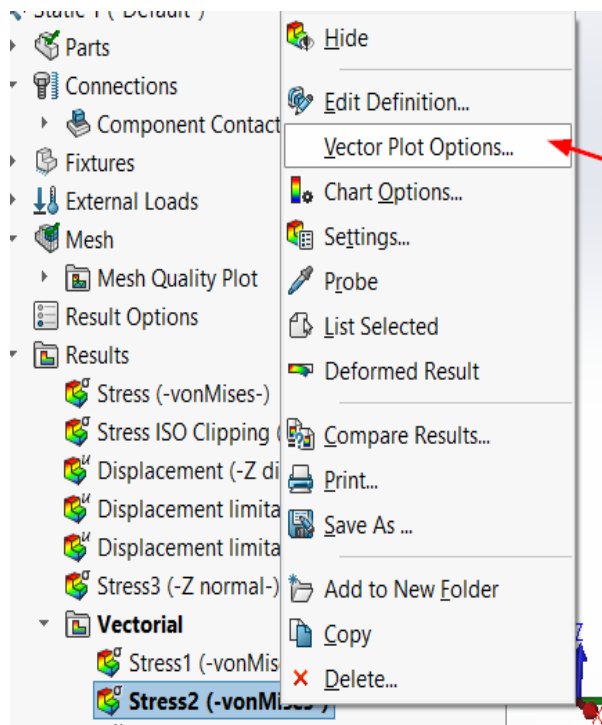 Static 1 (-Default-)
Parts
Connections
Component Contact
Fixtures
External Loads
Mesh
Mesh Quality Plot
Result Options
Results
Stress (-vonMises-)
Stress ISO Clipping (
Displacement (-Z di
Displacement limita
Displacement limita
Stress3 (-Z normal-)
Vectorial
Stress1 (-vonMis
Stress2 (-vonMises-)
Hide
Edit Definition...
Vector Plot Options...
Chart Options...
Settings...
Probe
List Selected
Deformed Result
Compare Results...
Print...
Save As ...
Add to New Folder
Copy
Delete...
Z